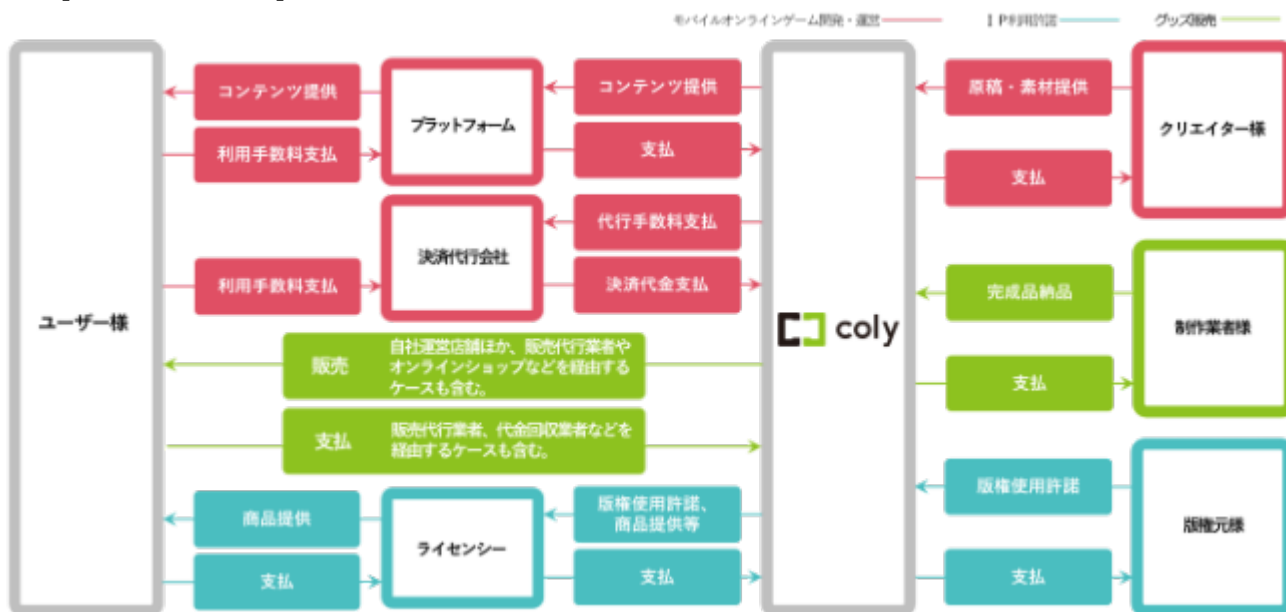 モバイルオンラインゲーム開発・運営
IP利用許諾
グッズ販売
コンテンツ提供
コンテンツ提供
原稿・素材提供
プラットフォーム
クリエイター様
利用手数料支払
支払
支払
代行手数料支払
決済代行会社
利用手数料支払
決済代金支払
完成品納品
ユーザー様
coly
制作業者様
販売
自社運営店舗ほか、販売代行業者や
オンラインショップなどを経由する
ケースも含む。
支払
支払
販売代行業者、代金回収業者などを
経由するケースも含む。
版権使用許諾
商品提供
版権使用許諾、
商品提供等
版権元様
ライセンシー
支払
支払
支払